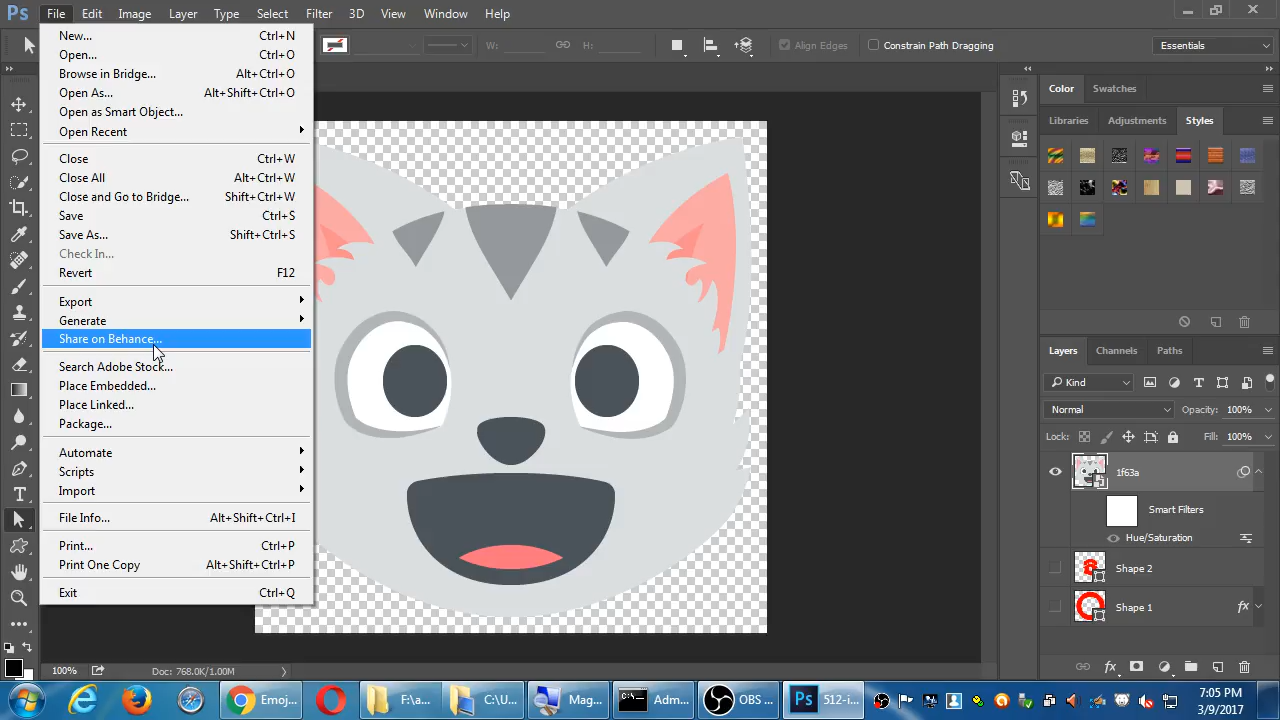 Ps File Edit Image Layer Type Select Filter 3D View Window Help
W: H: Align Edges Constrain Path Dragging Essentials
New... Ctrl+N
Open... Ctrl+O
Browse in Bridge... Alt+Ctrl+O
Open As... Alt+Shift+Ctrl+O
Open as Smart Object...
Open Recent
Close Ctrl+W
Close All Alt+Ctrl+W
Close and Go to Bridge... Shift+Ctrl+W
Save Ctrl+S
Save As... Shift+Ctrl+S
Check In...
Revert F12
Export
Generate
Share on Behance...
Search Adobe Stock...
Place Embedded...
Place Linked...
Package...
Automate
Scripts
Import
File Info... Alt+Shift+Ctrl+I
Print... Ctrl+P
Print One Copy Alt+Shift+Ctrl+P
Exit Ctrl+Q
Color Swatches
Libraries Adjustments Styles
Layers Channels Paths
Kind
Normal Opacity: 100%
Lock: Fill: 100%
1f63a
Smart Filters
Hue/Saturation
Shape 2
Shape 1 fx
fx
100% Doc: 768.0K/1.00M
Emoj... F:\a... C:\U... Mag... Adm... OBS ... Ps 512-i...
7:05 PM
3/9/2017